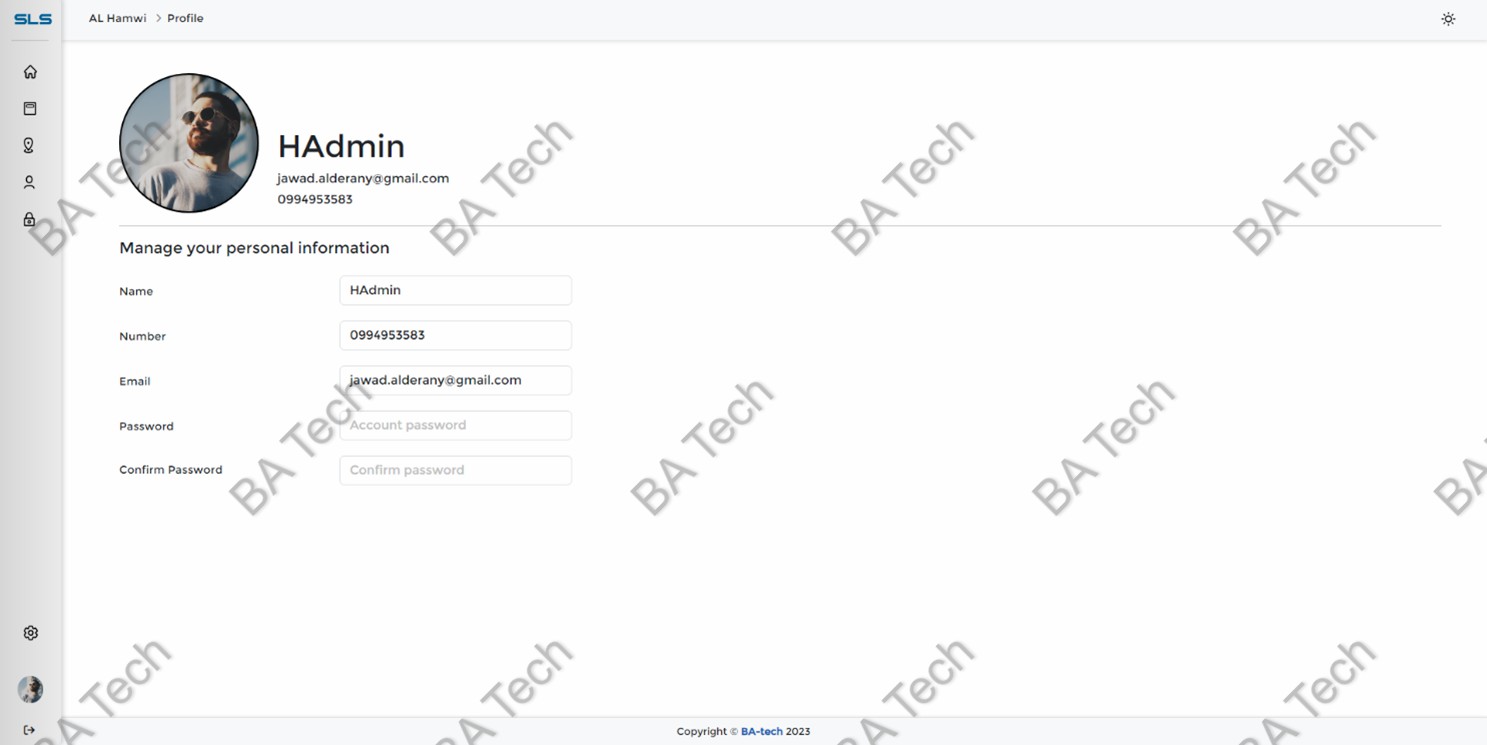 SLS
AL Hamwi > Profile
HAdmin
jawad.alderany@gmail.com
0994953583
Manage your personal information
Name
HAdmin
Number
0994953583
Email
jawad.alderany@gmail.com
Password
Account password
Confirm Password
Confirm password
BA Tech
BA Tech
BA Tech
BA Tech
BA Tech
BA Tech
BA Tech
BA
BA Tech
BA Tech
BA Tech
BA Tech
Copyright © BA-tech 2023